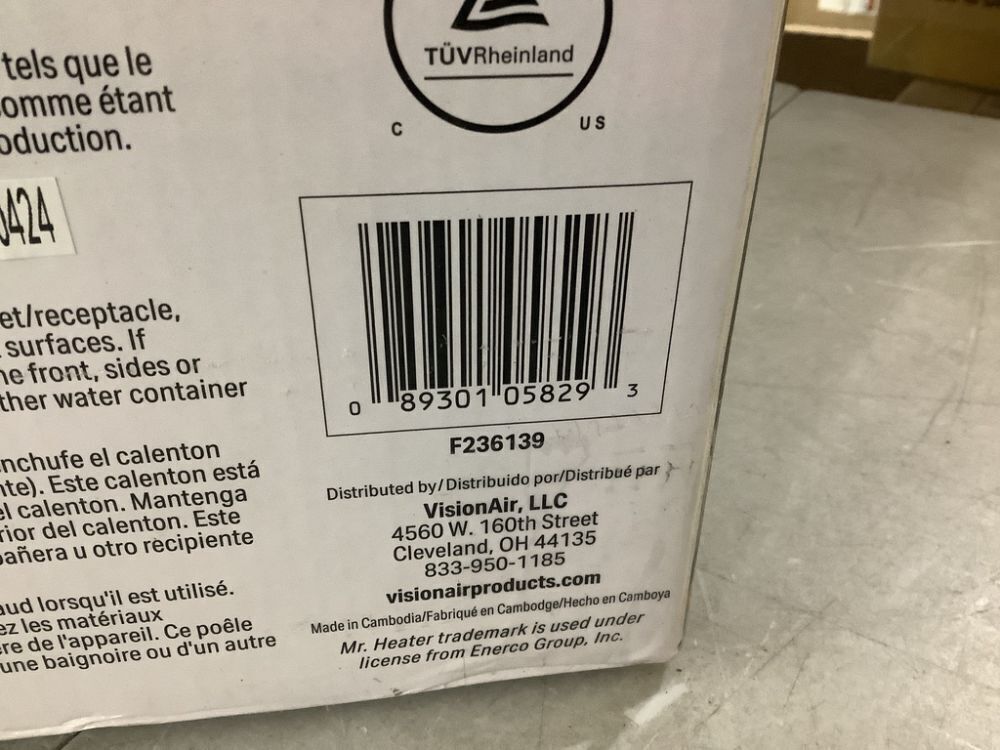 tels que le
omme étant
oduction.
0424
et/receptacle,
surfaces. If
he front, sides or
ther water container
nchufe el calenton
nte). Este calenton está
el calenton. Mantenga
rior del calenton. Este
bañera u otro recipiente
aud lorsqu'il est utilisé.
ez les matériaux
ère de l'appareil. Ce poêle
une baignoire ou d'un autre
TÜVRheinland
C US
0 89301 05829 3
F236139
Distributed by/Distribuido por/Distribué par
VisionAir, LLC
4560 W. 160th Street
Cleveland, OH 44135
833-950-1185
visionairproducts.com
Made in Cambodia/Fabriqué en Cambodge/Hecho en Camboya
Mr. Heater trademark is used under
license from Enerco Group, Inc.